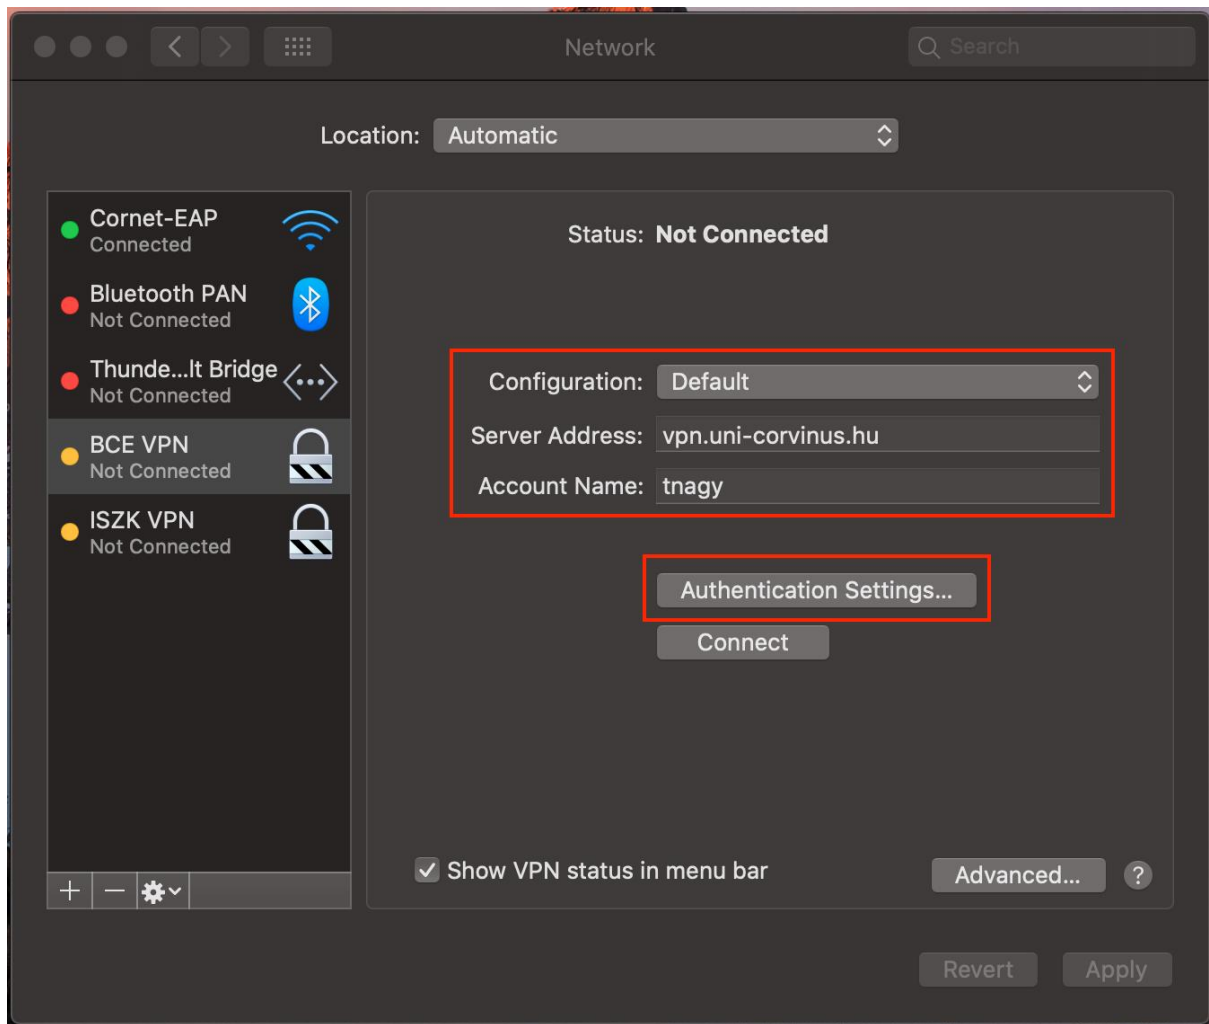 Network
Search
Location: Automatic
Cornet-EAP
Connected
Bluetooth PAN
Not Connected
Thunde...lt Bridge
Not Connected
BCE VPN
Not Connected
ISZK VPN
Not Connected
Status: Not Connected
Configuration: Default
Server Address: vpn.uni-corvinus.hu
Account Name: tnagy
Authentication Settings...
Connect
Show VPN status in menu bar
Advanced... ?
Revert Apply